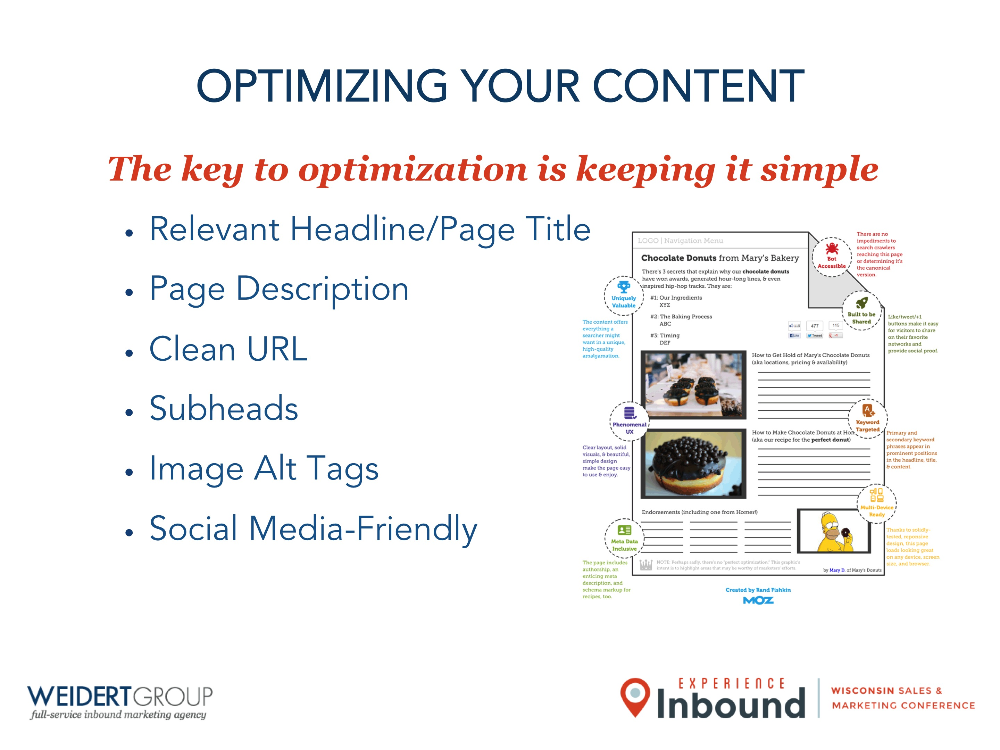 OPTIMIZING YOUR CONTENT
The key to optimization is keeping it simple
• Relevant Headline/Page Title
• Page Description
• Clean URL
• Subheads
• Image Alt Tags
• Social Media-Friendly
LOGO | Navigation Menu
Chocolate Donuts from Mary's Bakery
There's 3 secrets that explain why our chocolate donuts
have won awards, generated hour-long lines, & even
inspired hip-hop tracks. They are:
#1: Our Ingredients
XYZ
#2: The Baking Process
ABC
#3: Timing
DEF
Bot
Accessible
There are no
impediments to
search crawlers
reaching this page
or determining it's
the canonical
version.
Uniquely
Valuable
The content offers
everything a
searcher might
want in a unique,
high-quality
amalgamation.
Built to be
Shared
Like/tweet/+1
buttons make it easy
for visitors to share
on their favorite
networks and
provide social proof.
115 477 115
Like Tweet +1
How to Get Hold of Mary's Chocolate Donuts
(aka locations, pricing & availability)
Phenomenal
UX
Clear layout, solid
visuals, & beautiful,
simple design
make the page easy
to use & enjoy.
Keyword
Targeted
Primary and
secondary keyword
phrases appear in
prominent positions
in the headline, title,
& content.
How to Make Chocolate Donuts at Hom
(aka our recipe for the perfect donut)
Multi-Device
Ready
Thanks to solidly-
tested, reponsive
design, this page
loads looking great
on any device, screen
size, and browser.
Endorsements (including one from Homer!)
Meta Data
Inclusive
The page includes
authorship, an
enticing meta
description, and
schema markup for
recipes, too.
NOTE: Perhaps sadly, there's no "perfect optimization." This graphic's
intent is to highlight areas that may be worthy of marketers' efforts.
by Mary D. of Mary's Donuts
Created by Rand Fishkin
MOZ
WEIDERTGROUP
full-service inbound marketing agency
EXPERIENCE
Inbound
WISCONSIN SALES &
MARKETING CONFERENCE